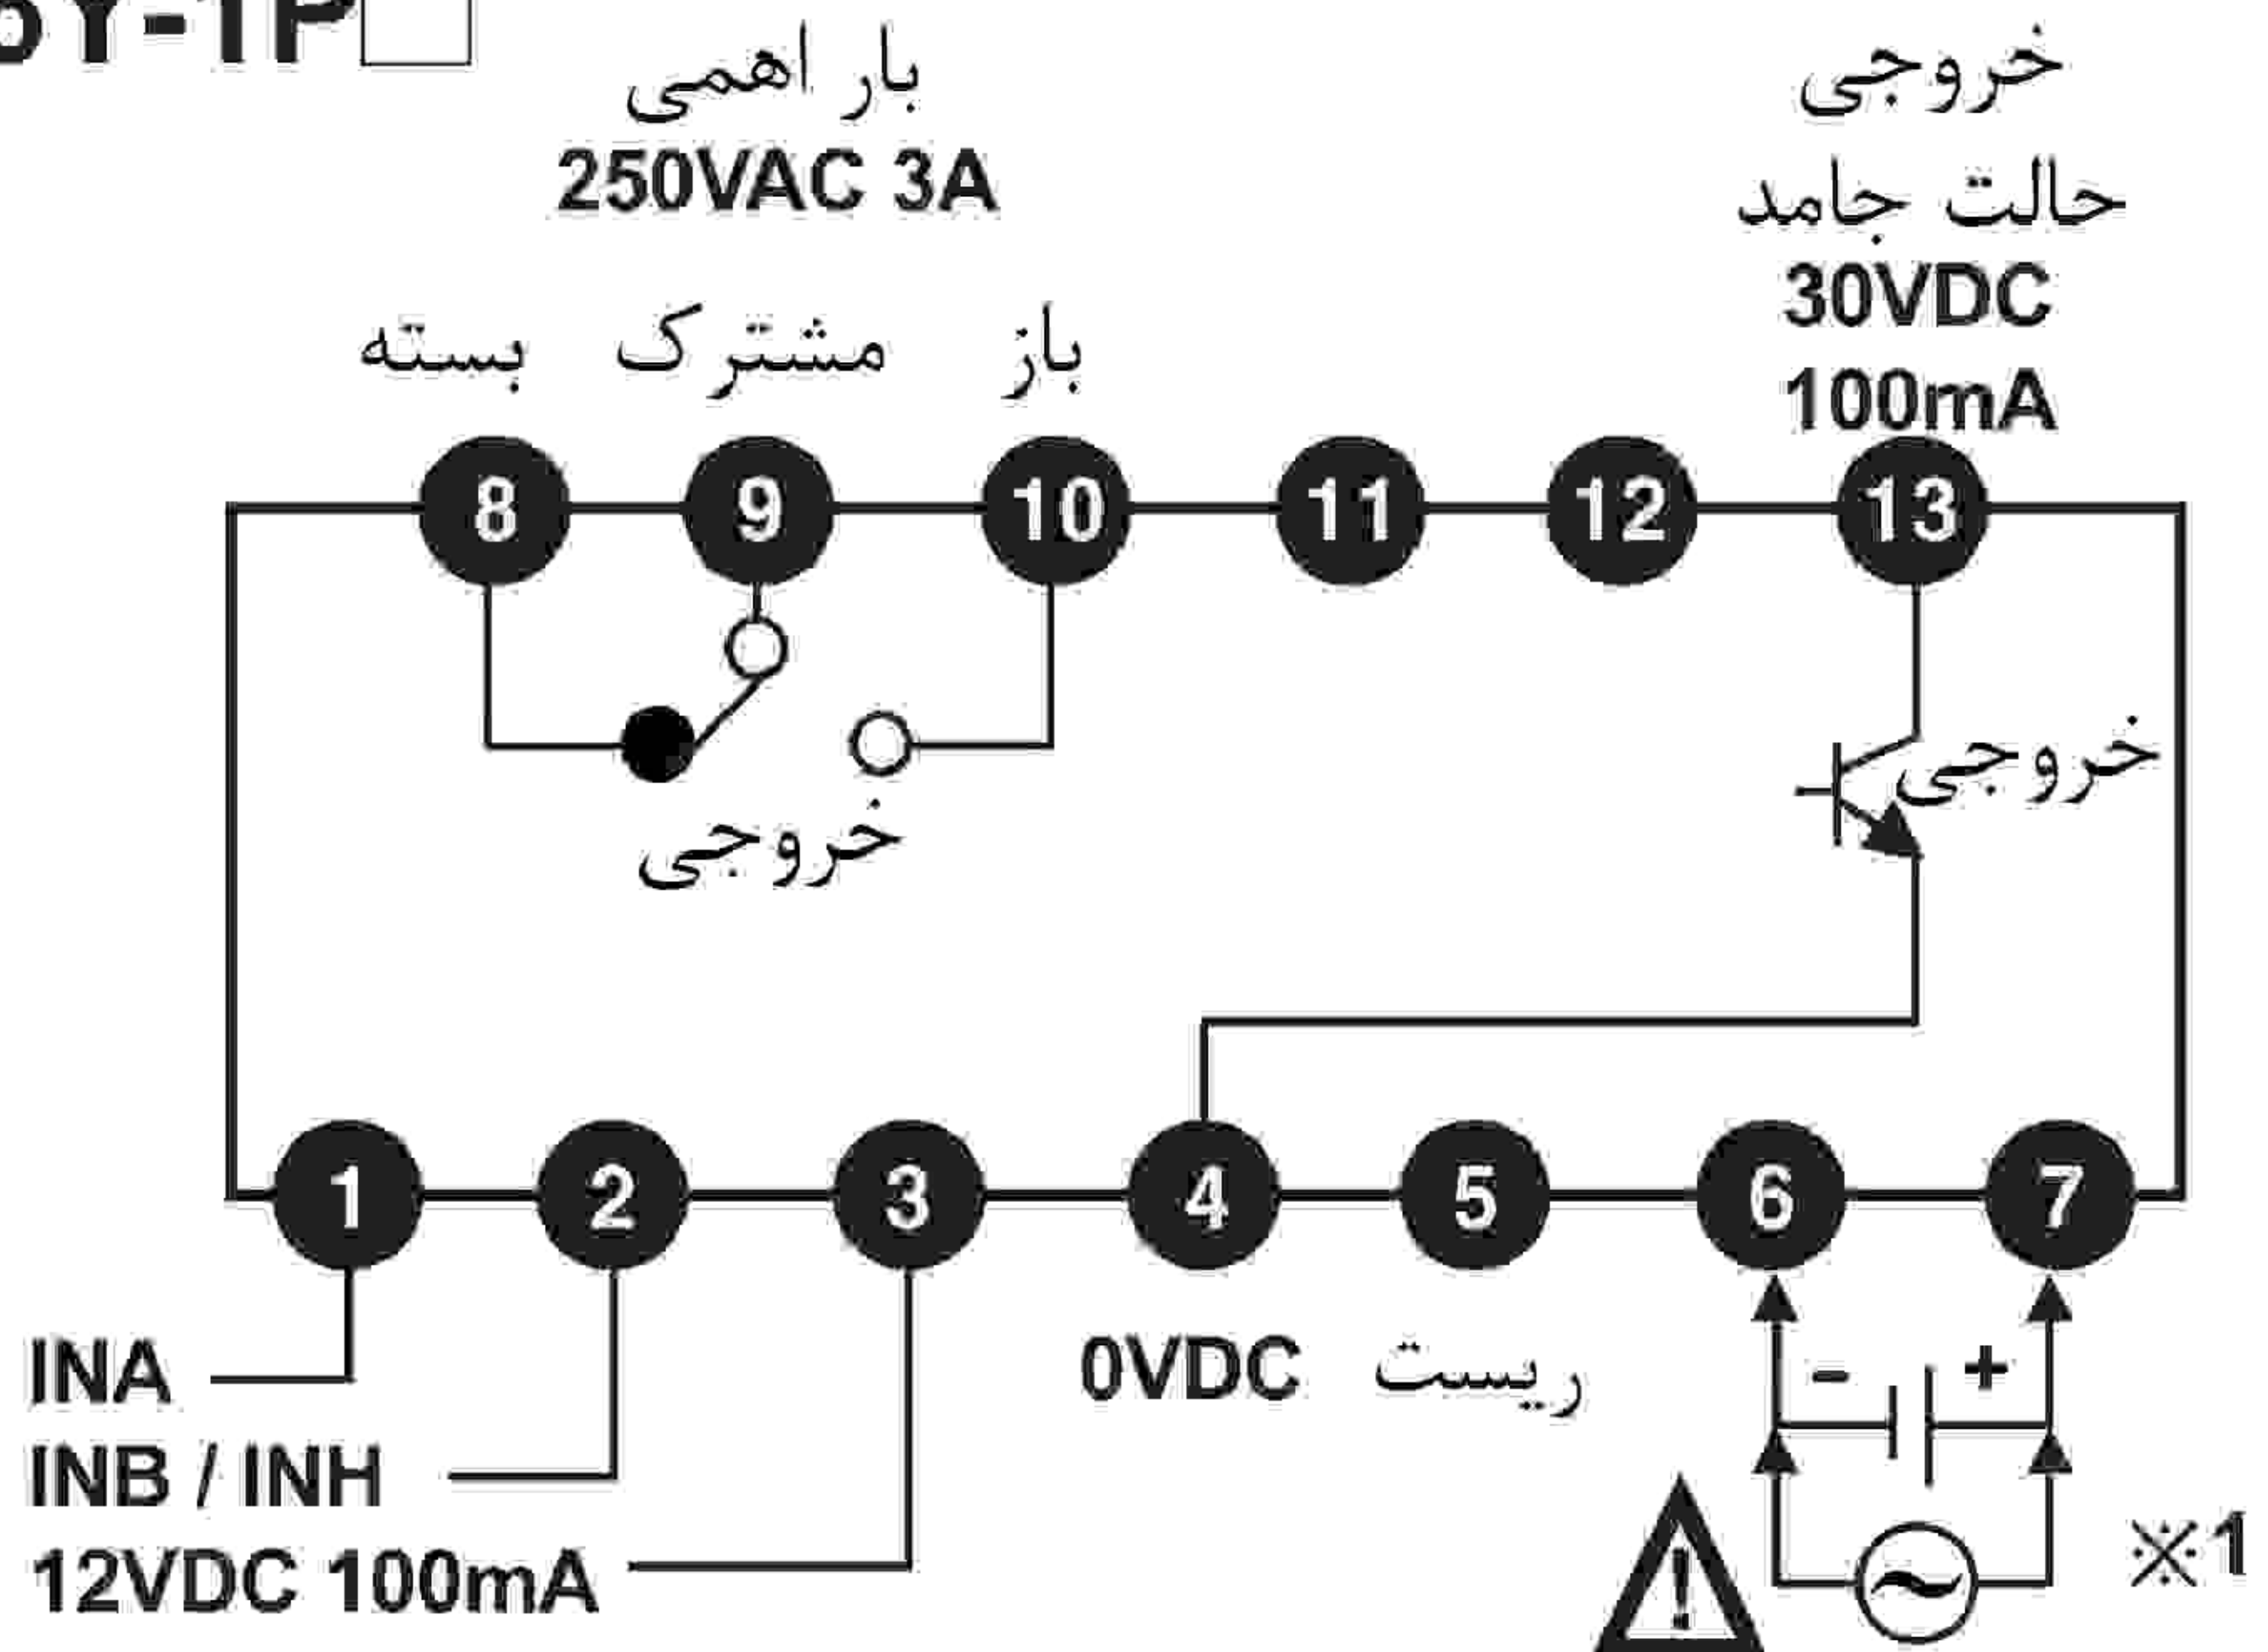 Y-1P
بار اهمی
250VAC 3A
خروجی
حالت جامد
30VDC
100mA
بسته مشترک باز
8 9 10 11 12 13
خروجی
خروجی
1 2 3 4 5 6 7
INA
INB / INH
12VDC 100mA
0VDC ریست
- +
※1